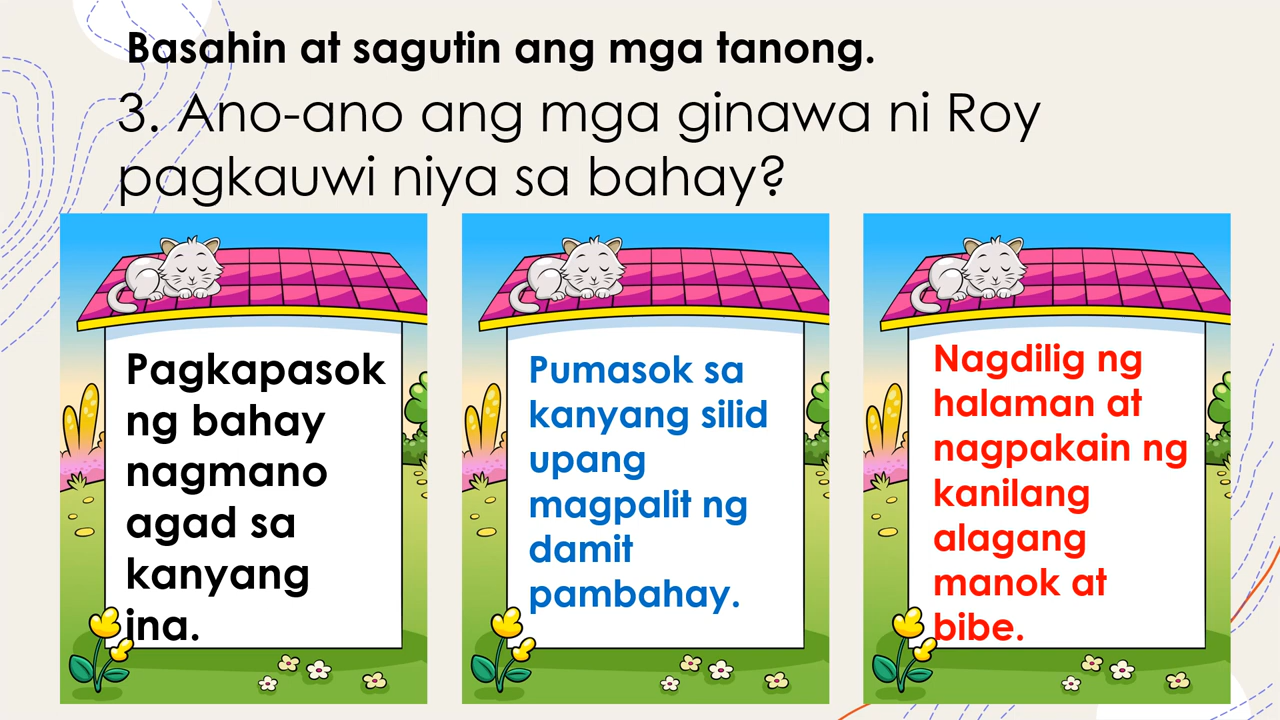 Basahin at sagutin ang mga tanong.
3. Ano-ano ang mga ginawa ni Roy
pagkauwi niya sa bahay?
Pagkapasok
ng bahay
nagmano
agad sa
kanyang
ina.
Pumasok sa
kanyang silid
upang
magpalit ng
damit
pambahay.
Nagdilig ng
halaman at
nagpakain ng
kanilang
alagang
manok at
bibe.